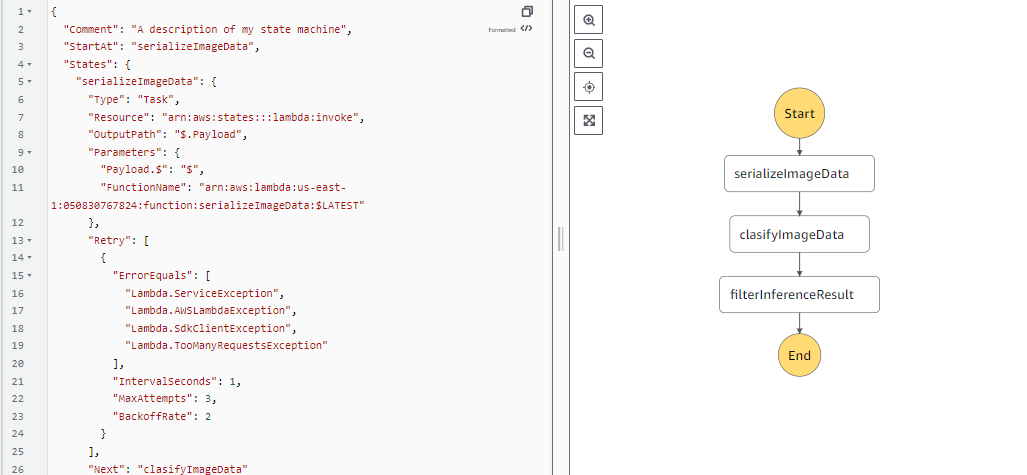 1 {
Formatted
2 "Comment": "A description of my state machine",
3 "StartAt": "serializeImageData",
4 "States": {
5 "serializeImageData": {
6 "Type": "Task",
7 "Resource": "arn:aws:states:::lambda:invoke",
8 "OutputPath": "$.Payload",
9 "Parameters": {
10 "Payload.$": "$",
11 "FunctionName": "arn:aws:lambda:us-east-
1:050830767824:function:serializeImageData:$LATEST"
12 },
13 "Retry": [
14 {
15 "ErrorEquals": [
16 "Lambda.ServiceException",
17 "Lambda.AWSLambdaException",
18 "Lambda.SdkClientException",
19 "Lambda.TooManyRequestsException"
20 ],
21 "IntervalSeconds": 1,
22 "MaxAttempts": 3,
23 "BackoffRate": 2
24 }
25 ],
26 "Next": "clasifyImageData"
Start
serializeImageData
clasifyImageData
filterInferenceResult
End